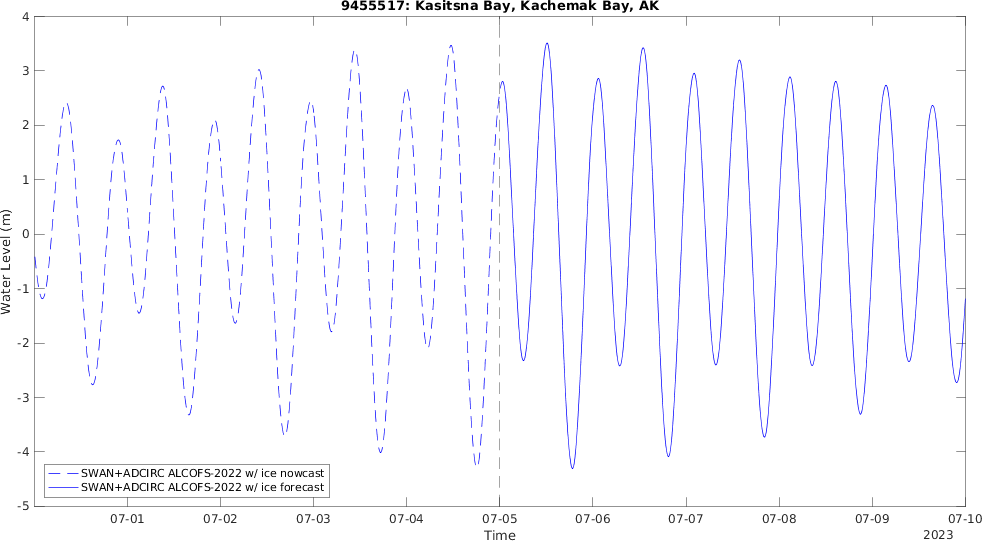 9455517: Kasitsna Bay, Kachemak Bay, AK
4
3
2
1
0
-1
-2
-3
-4
-5
Water Level (m)
SWAN+ADCIRC ALCOFS-2022 w/ ice nowcast
SWAN+ADCIRC ALCOFS-2022 w/ ice forecast
07-01 07-02 07-03 07-04 07-05 07-06 07-07 07-08 07-09 07-10
Time
2023